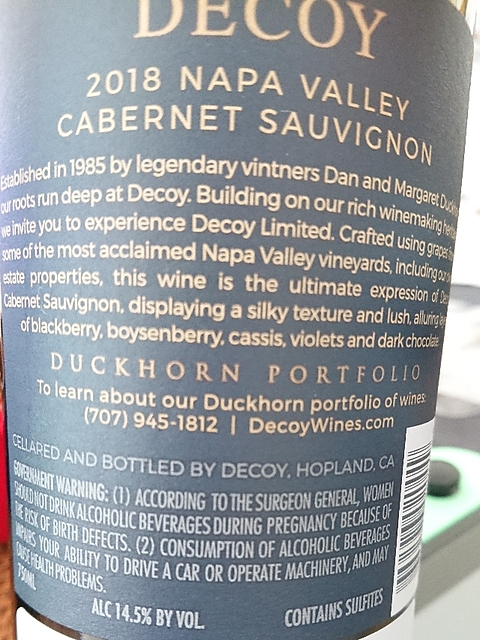 DECOY
2018 NAPA VALLEY
CABERNET SAUVIGNON
Established in 1985 by legendary vintners Dan and Margaret
our roots run deep at Decoy. Building on our rich winemaking
we invite you to experience Decoy Limited. Crafted using grapes
some of the most acclaimed Napa Valley vineyards, including our
estate properties, this wine is the ultimate expression of
Cabernet Sauvignon, displaying a silky texture and lush, alluring
of blackberry, boysenberry, cassis, violets and dark chocolate.
DUCKHORN PORTFOLIO
To learn about our Duckhorn portfolio of wines:
(707) 945-1812 | DecoyWines.com
CELLARED AND BOTTLED BY DECOY, HOPLAND, CA
GOVERNMENT WARNING: (1) ACCORDING TO THE SURGEON GENERAL, WOMEN
SHOULD NOT DRINK ALCOHOLIC BEVERAGES DURING PREGNANCY BECAUSE OF
THE RISK OF BIRTH DEFECTS. (2) CONSUMPTION OF ALCOHOLIC BEVERAGES
IMPAIRS YOUR ABILITY TO DRIVE A CAR OR OPERATE MACHINERY, AND MAY
CAUSE HEALTH PROBLEMS.
750ML
ALC 14.5% BY VOL.
CONTAINS SULFITES